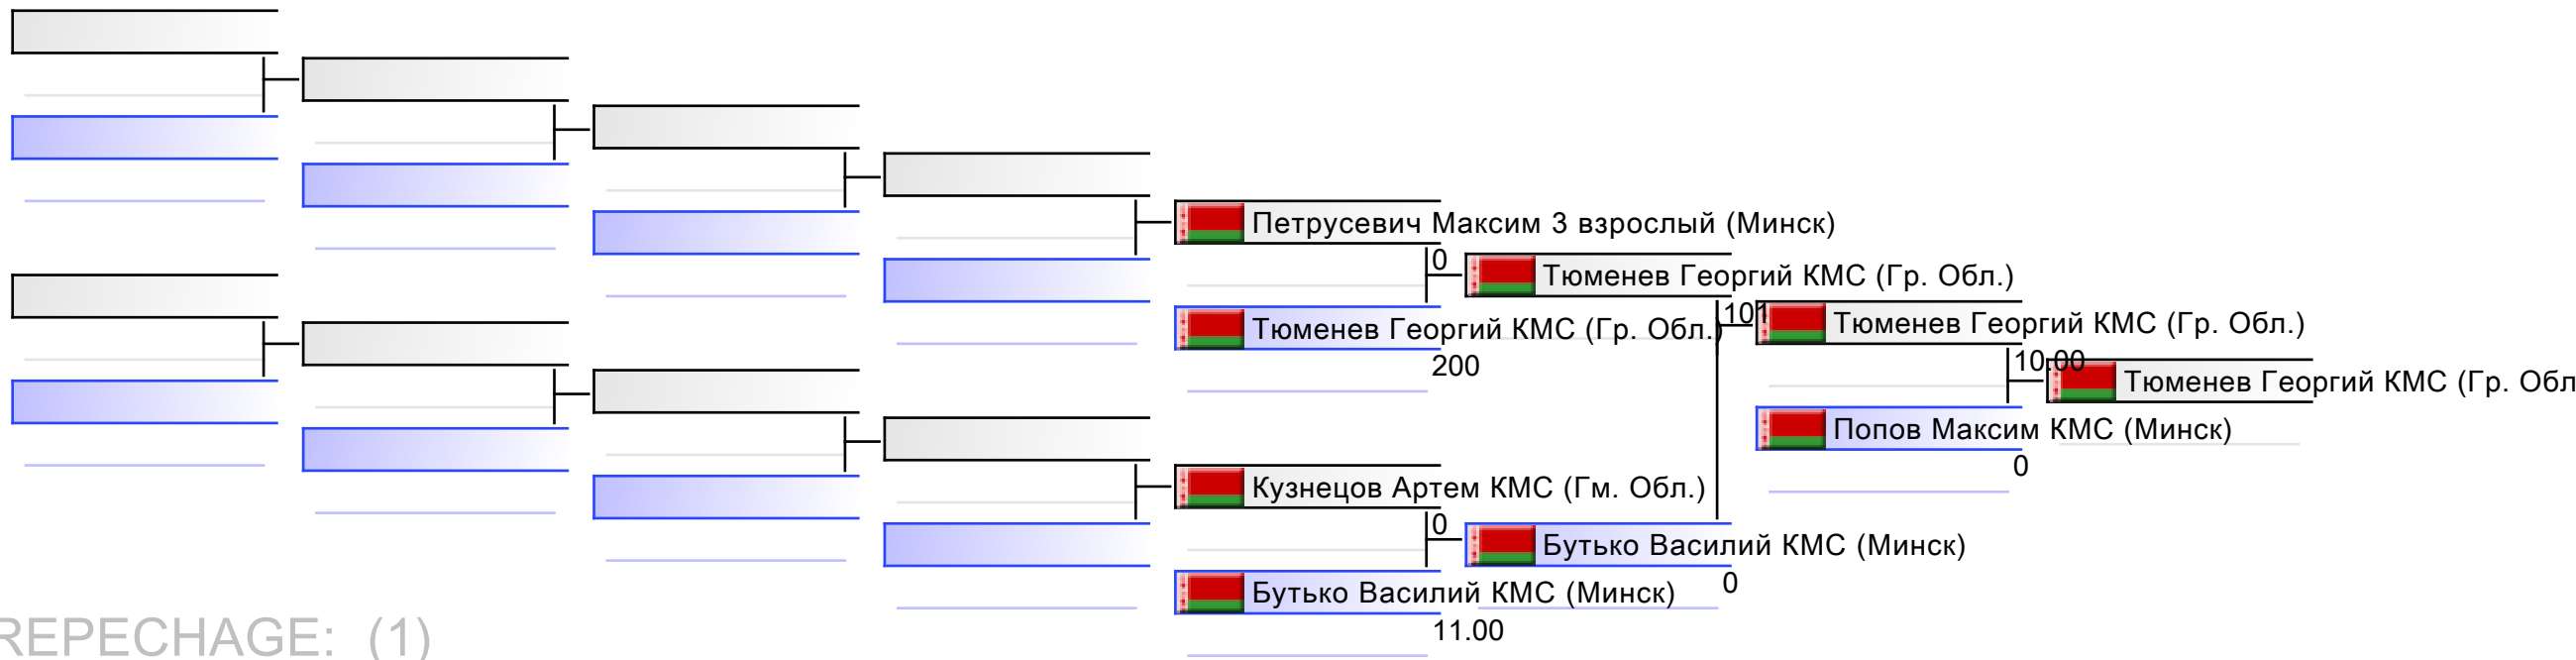 Петрусевич Максим 3 взрослый (Минск)
0
Тюменев Георгий КМС (Гр. Обл.)
Тюменев Георгий КМС (Гр. Обл.)
200
101
Тюменев Георгий КМС (Гр. Обл.)
10.00
Тюменев Георгий КМС (Гр. Обл
Попов Максим КМС (Минск)
0
Кузнецов Артем КМС (Гм. Обл.)
0
Бутько Василий КМС (Минск)
0
Бутько Василий КМС (Минск)
11.00
REPECHAGE: (1)